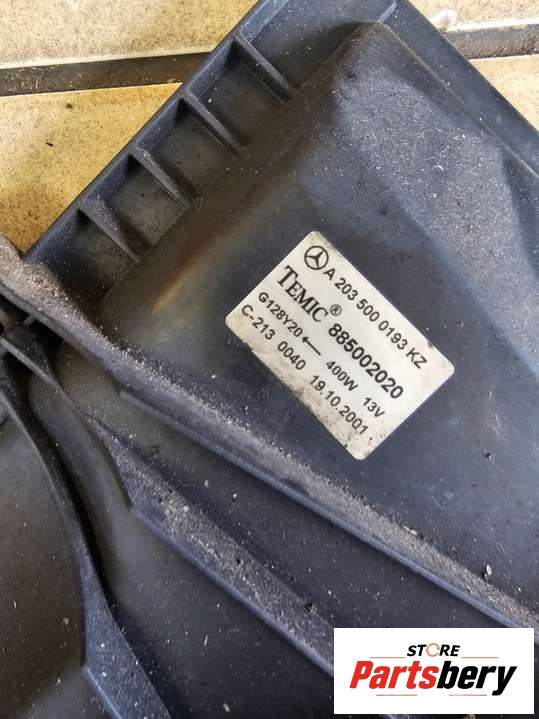 A 203 500 0193 KZ
TEMIC® 885002020
G128Y20 ← 400W 13V
C-213 0040 19.10.2001
STORE
Partsbery